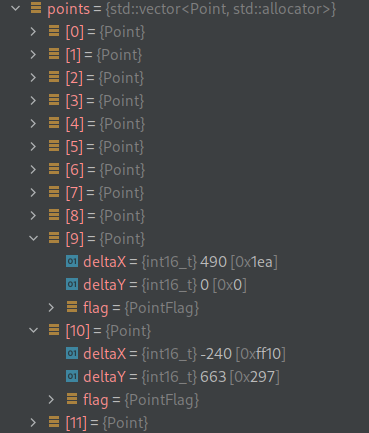 points = {std::vector<Point, std::allocator>}
[0] = {Point}
[1] = {Point}
[2] = {Point}
[3] = {Point}
[4] = {Point}
[5] = {Point}
[6] = {Point}
[7] = {Point}
[8] = {Point}
[9] = {Point}
01 deltaX = {int16_t} 490 [0x1ea]
01 deltaY = {int16_t} 0 [0x0]
flag = {PointFlag}
[10] = {Point}
01 deltaX = {int16_t} -240 [0xff10]
01 deltaY = {int16_t} 663 [0x297]
flag = {PointFlag}
[11] = {Point}